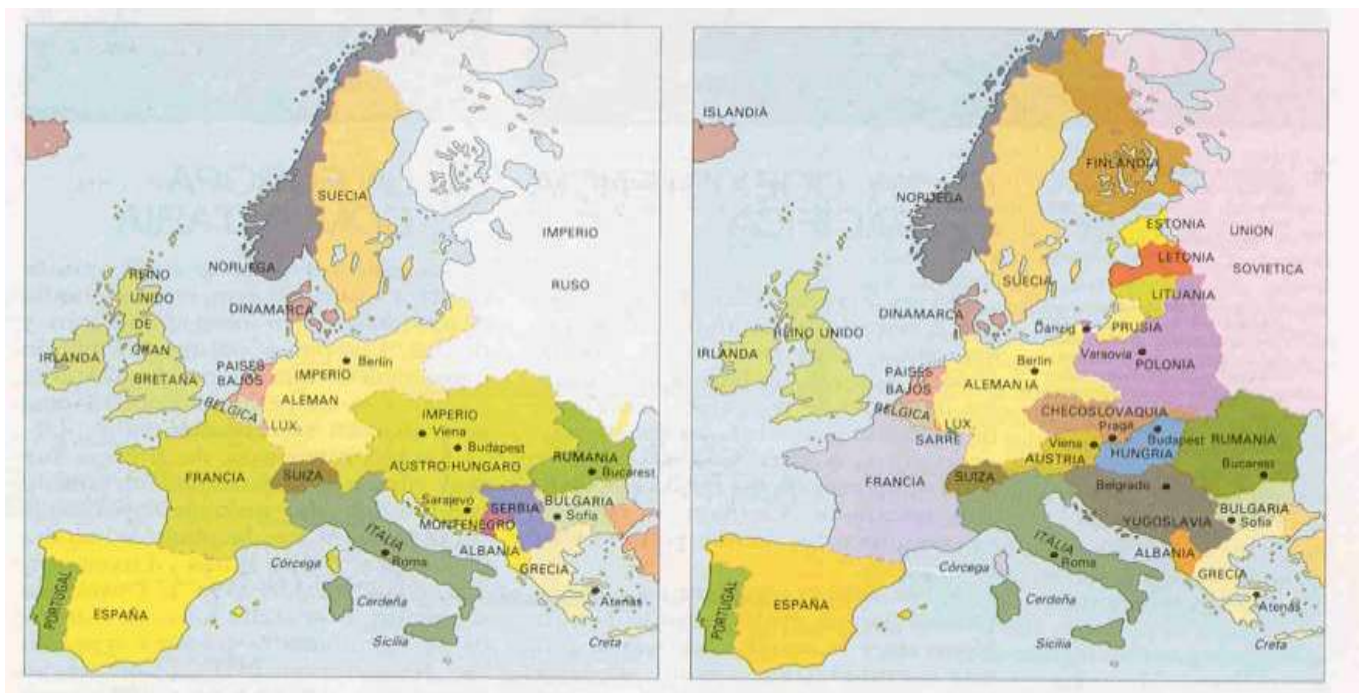 SUECIA
IMPERIO
RUSO
NORUEGA
REINO
UNIDO
DE
GRAN
BRETAÑA
DINAMARCA
IRLANDA
PAISES
BAJOS
Berlín
IMPERIO
ALEMAN
BELGICA
LUX.
IMPERIO
Viena
Budapest
AUSTRO-HUNGARO
FRANCIA
SUIZA
RUMANIA
Bucarest
Sarajevo
SERBIA
BULGARIA
Sofia
MONTENEGRO
ITALIA
Roma
ALBANIA
GRECIA
Córcega
PORTUGAL
ESPAÑA
Cerdeña
Atenas
Sicilia
Creta
ISLANDIA
FINLANDIA
NORUEGA
ESTONIA
UNION
SOVIETICA
LETONIA
SUECIA
LITUANIA
DINAMARCA
Danzig
PRUSIA
REINO UNIDO
IRLANDA
Varsovia
POLONIA
PAISES
BAJOS
Berlín
ALEMANIA
BELGICA
LUX.
SARRE
CHECOSLOVAQUIA
Praga
Viena
Budapest
RUMANIA
AUSTRIA
HUNGRIA
FRANCIA
SUIZA
Bucarest
Belgrado
BULGARIA
Sofia
YUGOSLAVIA
ITALIA
Roma
ALBANIA
GRECIA
Córcega
PORTUGAL
ESPAÑA
Cerdeña
Atenas
Sicilia
Creta